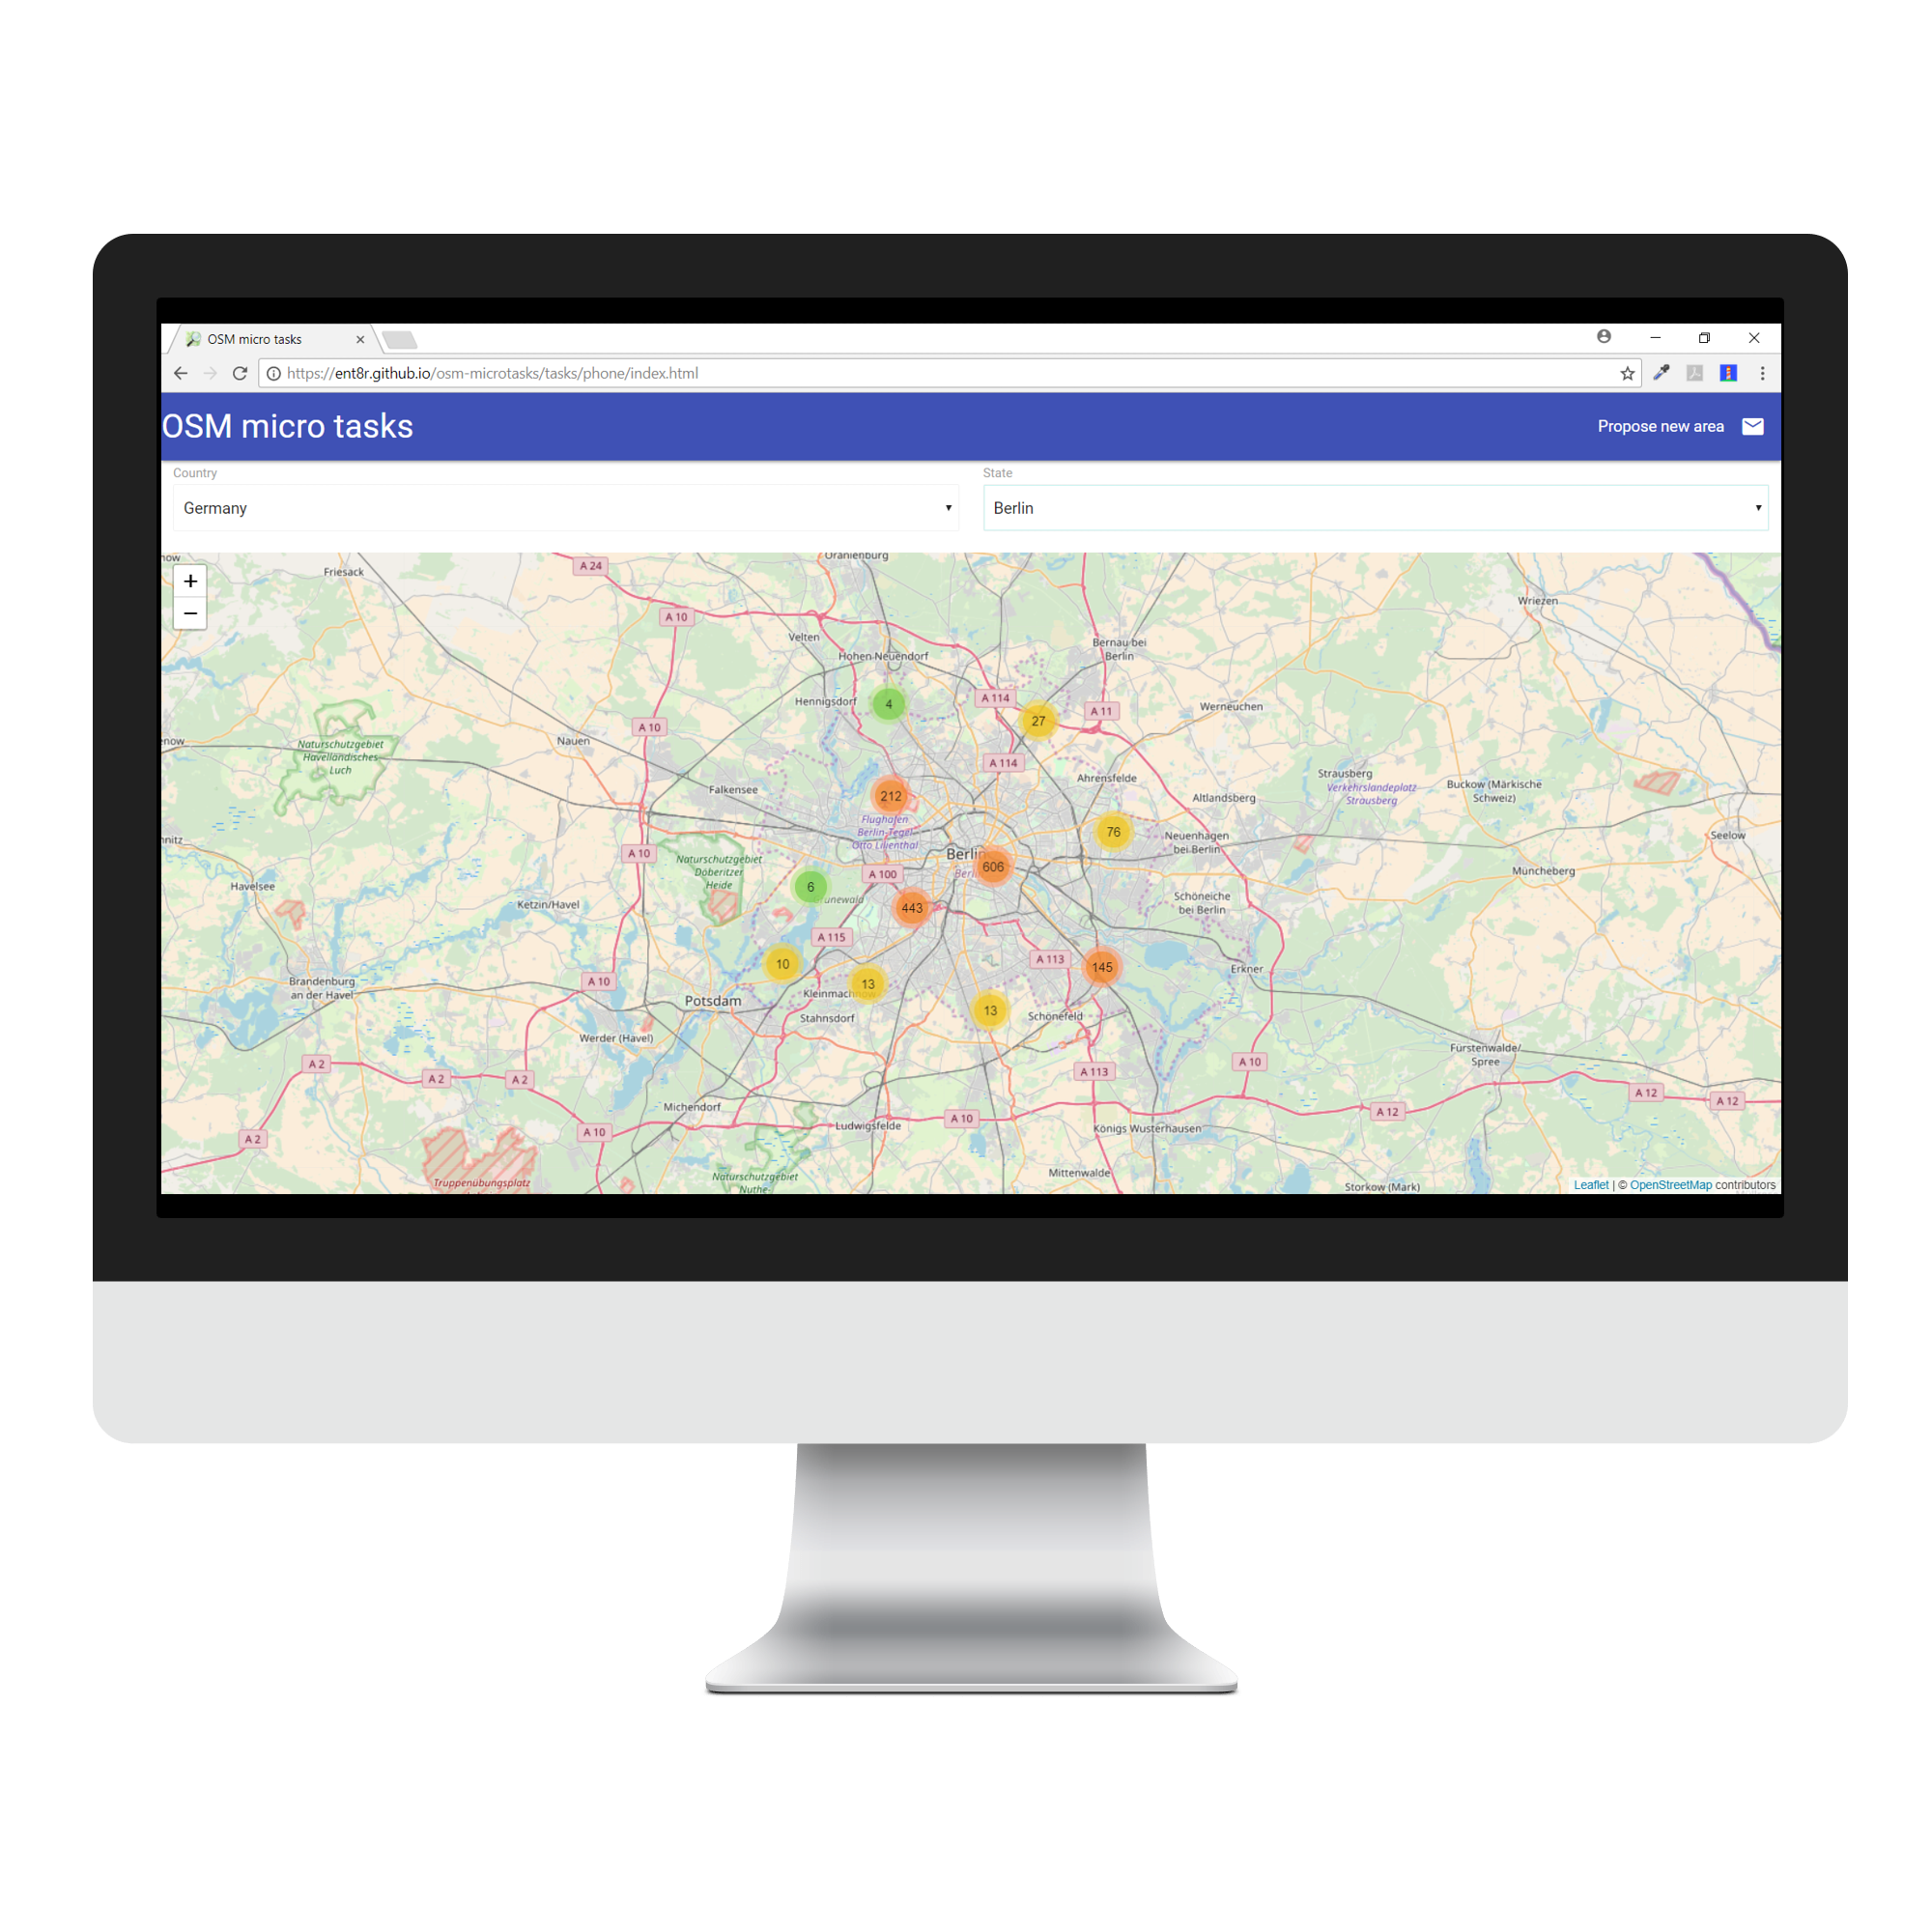 OSM micro tasks
https://ent8r.github.io/osm-microtasks/tasks/phone/index.html
OSM micro tasks
Propose new area
Country
State
Germany
Berlin
+
−
Friesack
A 24
Oranienburg
Wriezen
A 10
Velten
Hohen Neuendorf
Bernau bei
Berlin
Hennigsdorf
4
A 114
27
A 11
Werneuchen
A 10
Nauen
Naturschutzgebiet
Havelländisches
Luch
A 114
Ahrensfelde
Falkensee
212
Altlandsberg
Strausberg
Verkehrslandeplatz
Strausberg
Buckow (Märkische
Schweiz)
Flughafen
Berlin-Tegel
Otto Lilienthal
76
Neuenhagen
bei Berlin
Seelow
A 10
Naturschutzgebiet
Döberitzer
Heide
Berlin
606
A 100
6
Müncheberg
Havelsee
Ketzin/Havel
443
Schöneiche
bei Berlin
A 115
A 113
10
145
Erkner
Brandenburg
an der Havel
A 10
13
Kleinmachnow
Potsdam
Stahnsdorf
13
Schönefeld
Werder (Havel)
Fürstenwalde/
Spree
A 2
A 2
A 2
A 113
A 10
A 12
A 12
A 12
Michendorf
Ludwigsfelde
A 10
Königs Wusterhausen
A 2
A 10
Truppenübungsplatz
Naturschutzgebiet
Nuthe-
Mittenwalde
Storkow (Mark)
Leaflet | © OpenStreetMap contributors